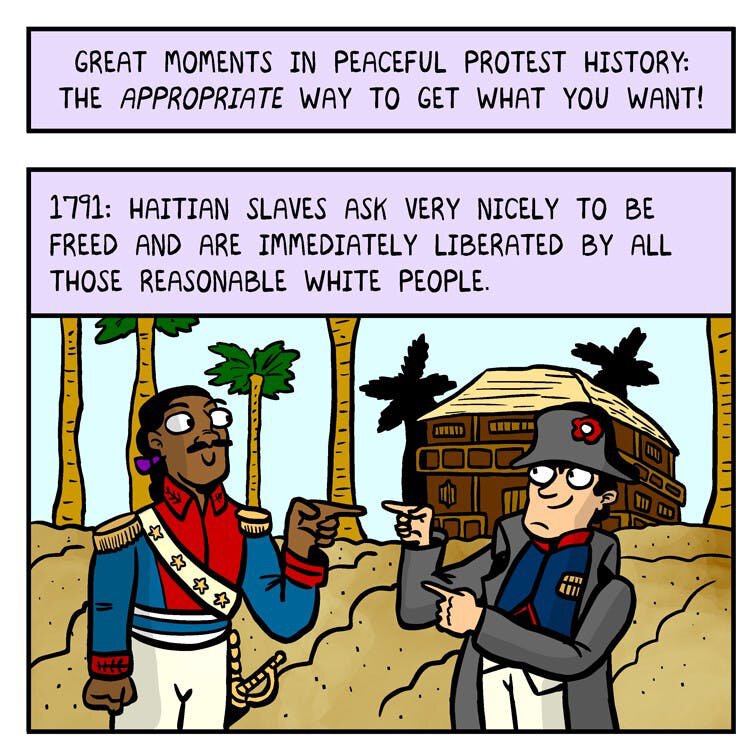 GREAT MOMENTS IN PEACEFUL PROTEST HISTORY:
THE APPROPRIATE WAY TO GET WHAT YOU WANT!
1791: HAITIAN SLAVES ASK VERY NICELY TO BE
FREED AND ARE IMMEDIATELY LIBERATED BY ALL
THOSE REASONABLE WHITE PEOPLE.